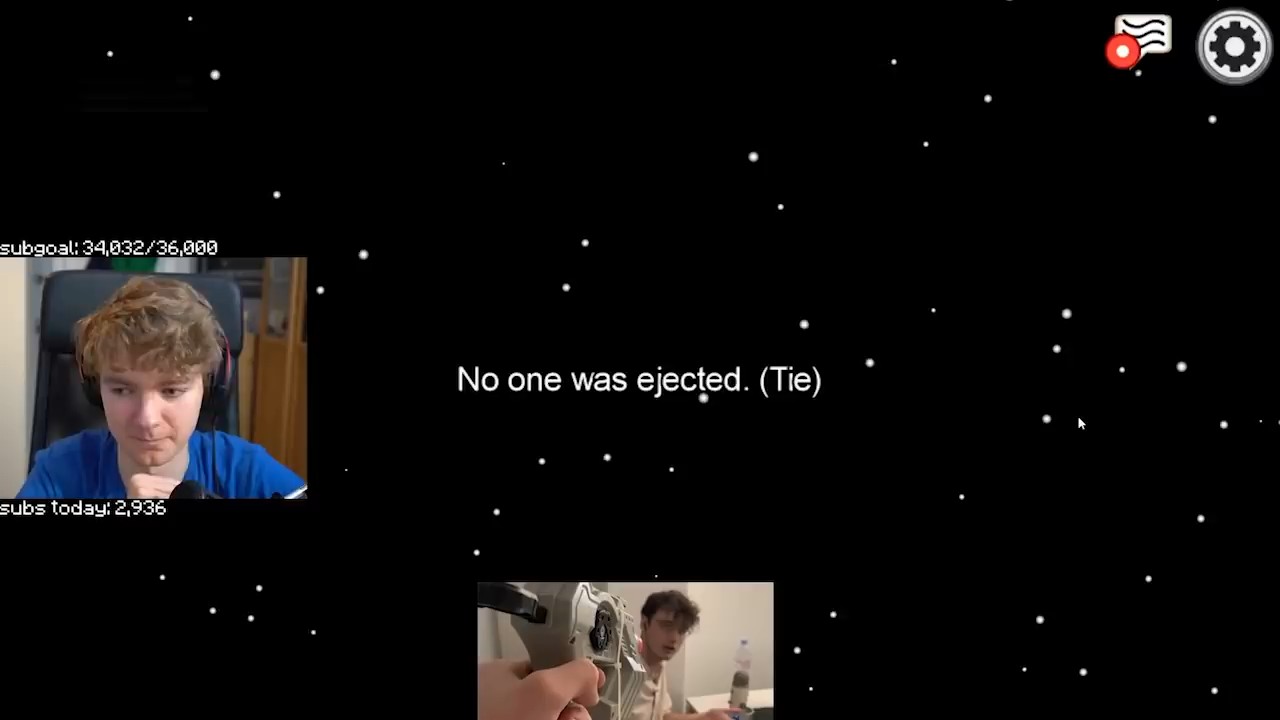 subgoal: 34,032/36,000
No one was ejected. (Tie)
subs today: 2,936